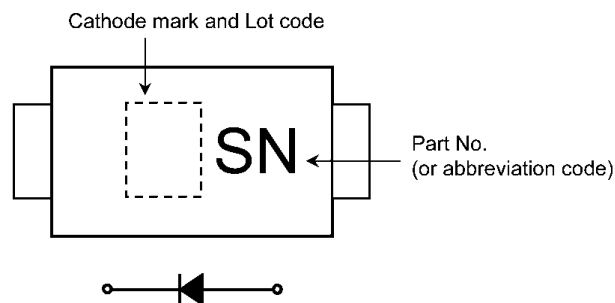 Cathode mark and Lot code
SN
Part No.
(or abbreviation code)